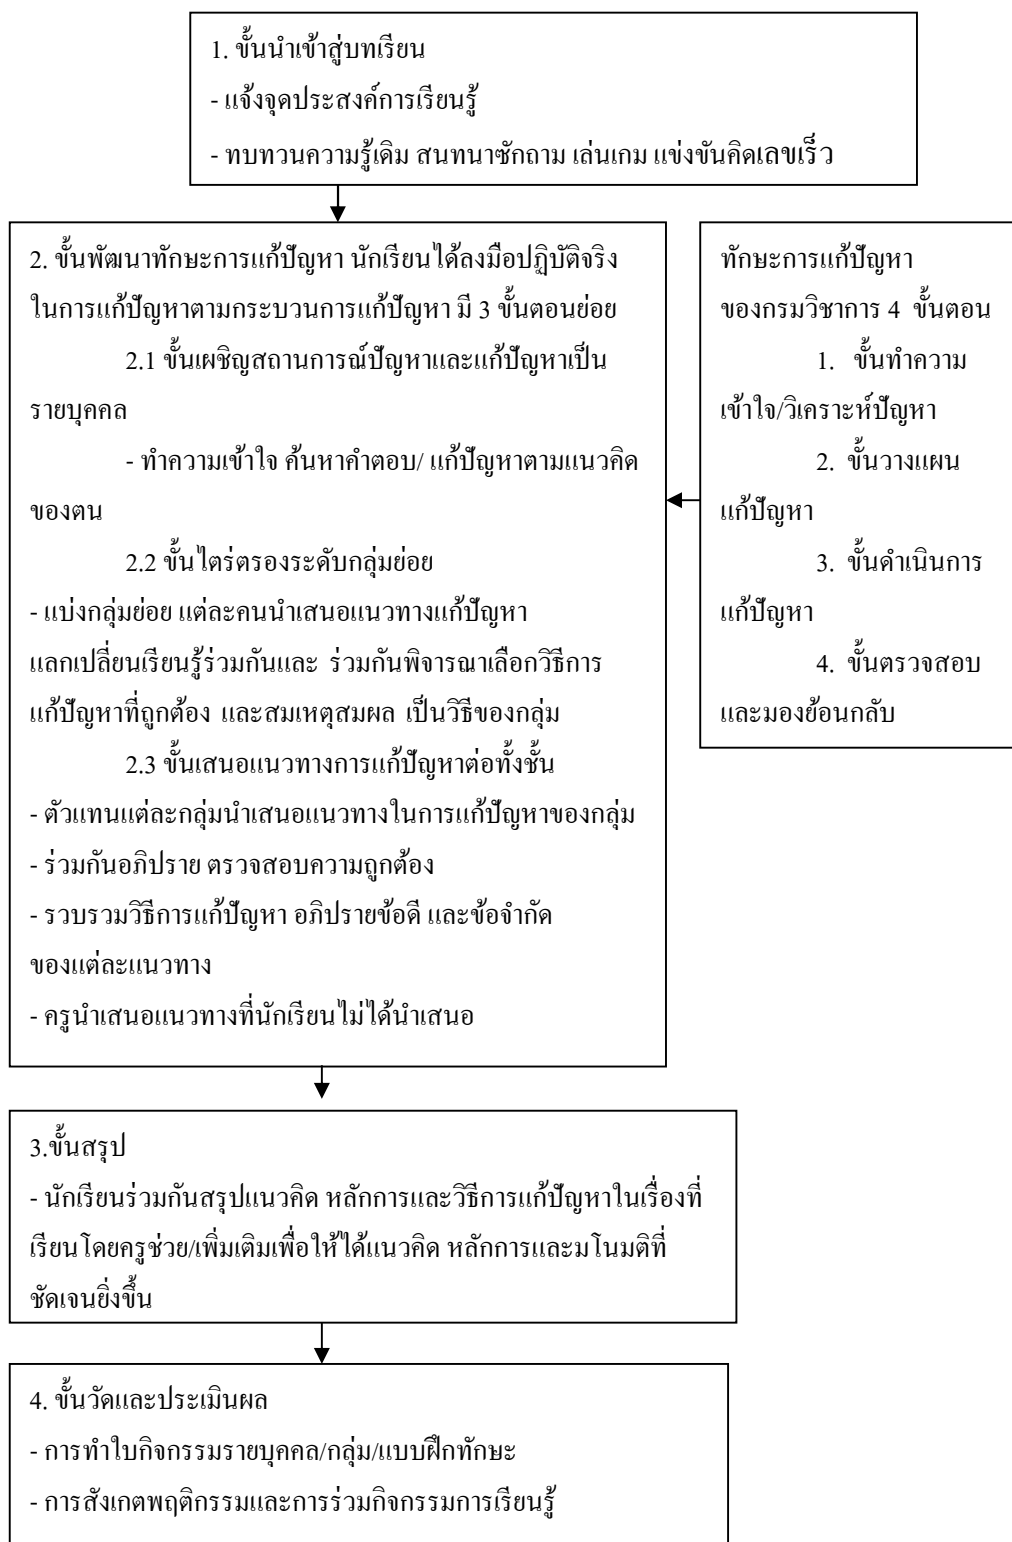 1. ขั้นนำเข้าสู่บทเรียน
- แจ้งจุดประสงค์การเรียนรู้
- ทบทวนความรู้เดิม สนทนาซักถาม เล่นเกม แข่งขันคิดเลขเร็ว
2. ขั้นพัฒนาทักษะการแก้ปัญหา นักเรียนได้ลงมือปฏิบัติจริง
ในการแก้ปัญหาตามกระบวนการแก้ปัญหา มี 3 ขั้นตอนย่อย
2.1 ขั้นเผชิญสถานการณ์ปัญหาและแก้ปัญหาเป็น
รายบุคคล
- ทำความเข้าใจ ค้นหาคำตอบ/ แก้ปัญหาตามแนวคิด
ของตน
2.2 ขั้นไตร่ตรองระดับกลุ่มย่อย
- แบ่งกลุ่มย่อย แต่ละคนนำเสนอแนวทางแก้ปัญหา
แลกเปลี่ยนเรียนรู้ร่วมกันและ ร่วมกันพิจารณาเลือกวิธีการ
แก้ปัญหาที่ถูกต้อง และสมเหตุสมผล เป็นวิธีของกลุ่ม
2.3 ขั้นเสนอแนวทางการแก้ปัญหาต่อทั้งชั้น
- ตัวแทนแต่ละกลุ่มนำเสนอแนวทางในการแก้ปัญหาของกลุ่ม
- ร่วมกันอภิปราย ตรวจสอบความถูกต้อง
- รวบรวมวิธีการแก้ปัญหา อภิปรายข้อดี และข้อจำกัด
ของแต่ละแนวทาง
- ครูนำเสนอแนวทางที่นักเรียนไม่ได้นำเสนอ
ทักษะการแก้ปัญหา
ของกรมวิชาการ 4 ขั้นตอน
1. ขั้นทำความ
เข้าใจ/วิเคราะห์ปัญหา
2. ขั้นวางแผน
แก้ปัญหา
3. ขั้นดำเนินการ
แก้ปัญหา
4. ขั้นตรวจสอบ
และมองย้อนกลับ
3.ขั้นสรุป
- นักเรียนร่วมกันสรุปแนวคิด หลักการและวิธีการแก้ปัญหาในเรื่องที่
เรียนโดยครูช่วย/เพิ่มเติมเพื่อให้ได้แนวคิด หลักการและมโนมติที่
ชัดเจนยิ่งขึ้น
4. ขั้นวัดและประเมินผล
- การทำใบกิจกรรมรายบุคคล/กลุ่ม/แบบฝึกทักษะ
- การสังเกตพฤติกรรมและการร่วมกิจกรรมการเรียนรู้